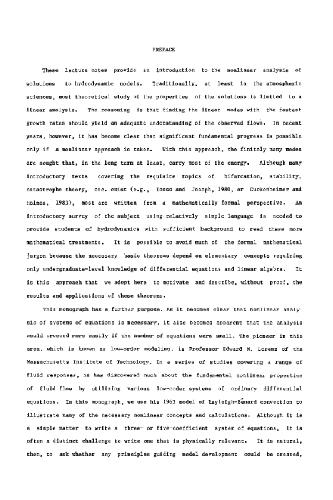 PREFACE
These lecture notes provide an introduction to the nonlinear analysis of
solutions to hydrodynamic models. Traditionally, at least in the atmospheric
sciences, most theoretical study of the properties of the solutions is limited to a
linear analysis. The reasoning is that finding the linear modes with the fastest
growth rates should yield an adequate understanding of the observed flows. In recent
years, however, it has become clear that significant fundamental progress is possible
only if a nonlinear approach is taken. With this approach, the finitely many modes
are sought that, in the long term at least, carry most of the energy. Although many
introductory texts covering the requisite topics of bifurcation, stability,
catastrophe theory, etc. exist (e.g., Iooss and Joseph, 1980, or Guckenheimer and
Holmes, 1983), most are written from a mathematically formal perspective. An
introductory survey of the subject using relatively simple language is needed to
provide students of hydrodynamics with sufficient background to read these more
mathematical treatments. It is possible to avoid much of the formal mathematical
jargon because the necessary basic theorems depend on elementary concepts requiring
only undergraduate-level knowledge of differential equations and linear algebra. It
is this approach that we adopt here to motivate and describe, without proof, the
results and applications of these theorems.
This monograph has a further purpose. As it becomes clear that nonlinear analy-
sis of systems of equations is necessary, it also becomes apparent that the analysis
would proceed more easily if the number of equations were small. The pioneer in this
area, which is known as low-order modeling, is Professor Edward N. Lorenz of the
Massachusetts Institute of Technology. In a series of studies covering a range of
fluid responses, he has discovered much about the fundamental nonlinear properties
of fluid flow by utilizing various low-order systems of ordinary differential
equations. In this monograph, we use his 1963 model of Rayleigh-Bénard convection to
illustrate many of the necessary nonlinear concepts and calculations. Although it is
a simple matter to write a three- or five-coefficient system of equations, it is
often a distinct challenge to write one that is physically relevant. It is natural,
then, to ask whether any principles guiding model development could be created,